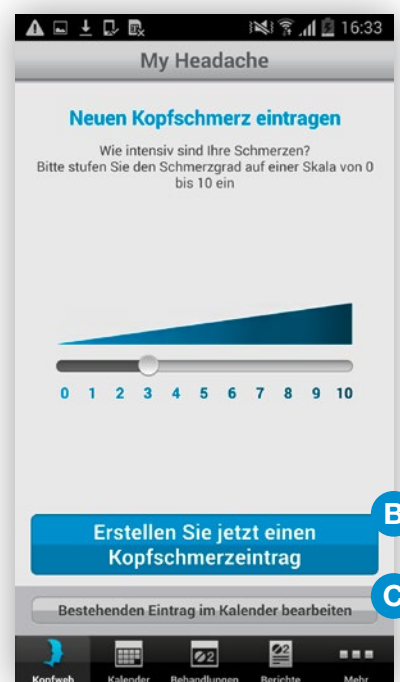 16:33
My Headache
Neuen Kopfschmerz eintragen
Wie intensiv sind Ihre Schmerzen?
Bitte stufen Sie den Schmerzgrad auf einer Skala von 0
bis 10 ein
0 1 2 3 4 5 6 7 8 9 10
Erstellen Sie jetzt einen
Kopfschmerzeintrag
B
Bestehenden Eintrag im Kalender bearbeiten
C
Kopfweb Kalender Behandlungen Berichte Mehr